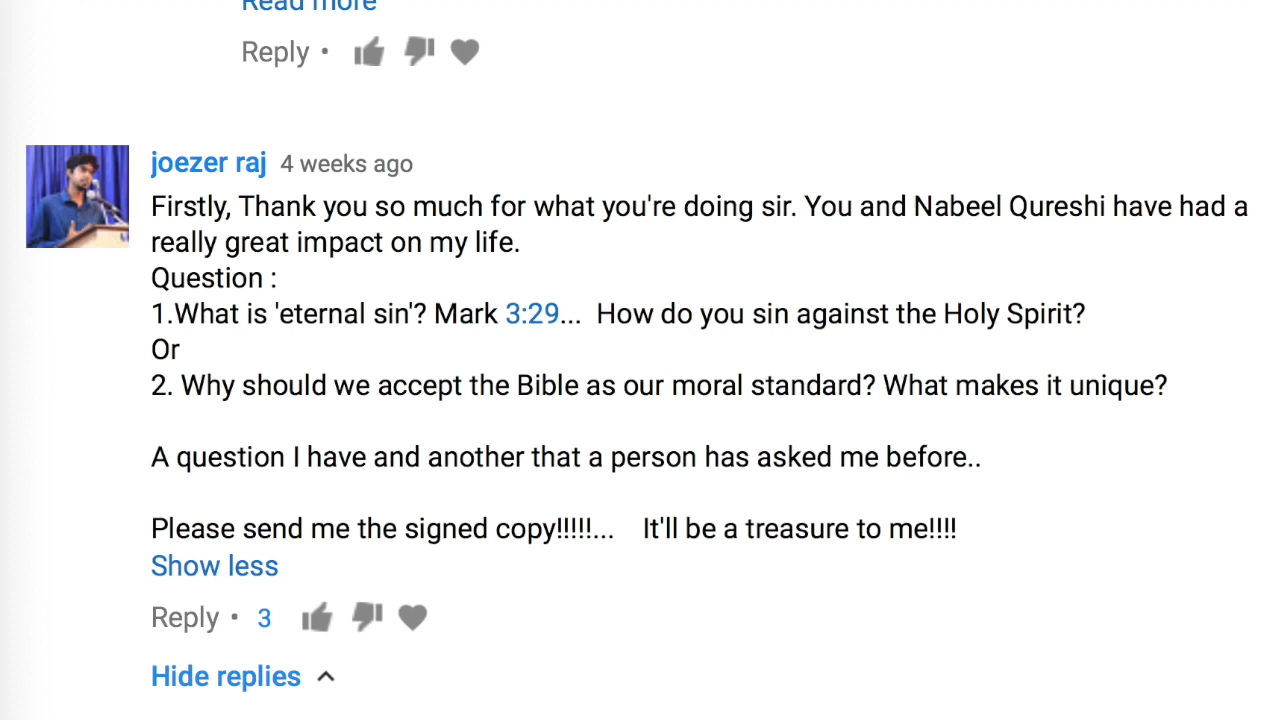 Read more
Reply •
joezer raj 4 weeks ago
Firstly, Thank you so much for what you're doing sir. You and Nabeel Qureshi have had a
really great impact on my life.
Question :
1.What is 'eternal sin'? Mark 3:29... How do you sin against the Holy Spirit?
Or
2. Why should we accept the Bible as our moral standard? What makes it unique?
A question I have and another that a person has asked me before..
Please send me the signed copy!!!!!... It'll be a treasure to me!!!!
Show less
Reply • 3
Hide replies